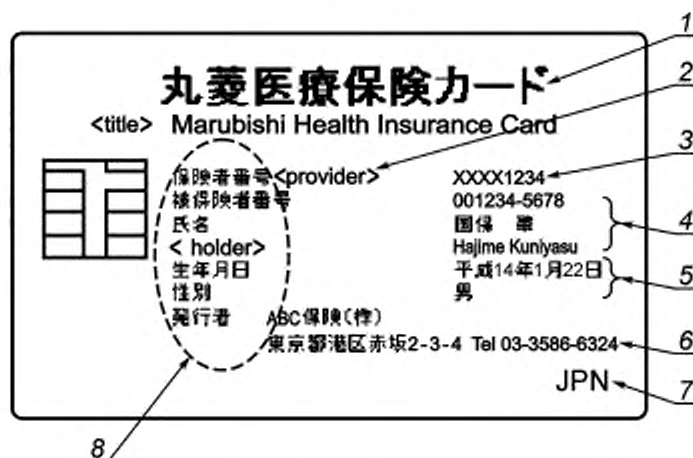 1
丸菱医療保険カード
2
<title> Marubishi Health Insurance Card
3
保険者番号<provider> XXXX1234
被保険者番号 001234-5678
氏名 国保 肇
4
<holder> Hajime Kuniyasu
生年月日 平成14年1月22日
5
性別 男
発行者 ABC保険(株)
東京都港区赤坂2-3-4 Tel 03-3586-6324
6
JPN
7
8